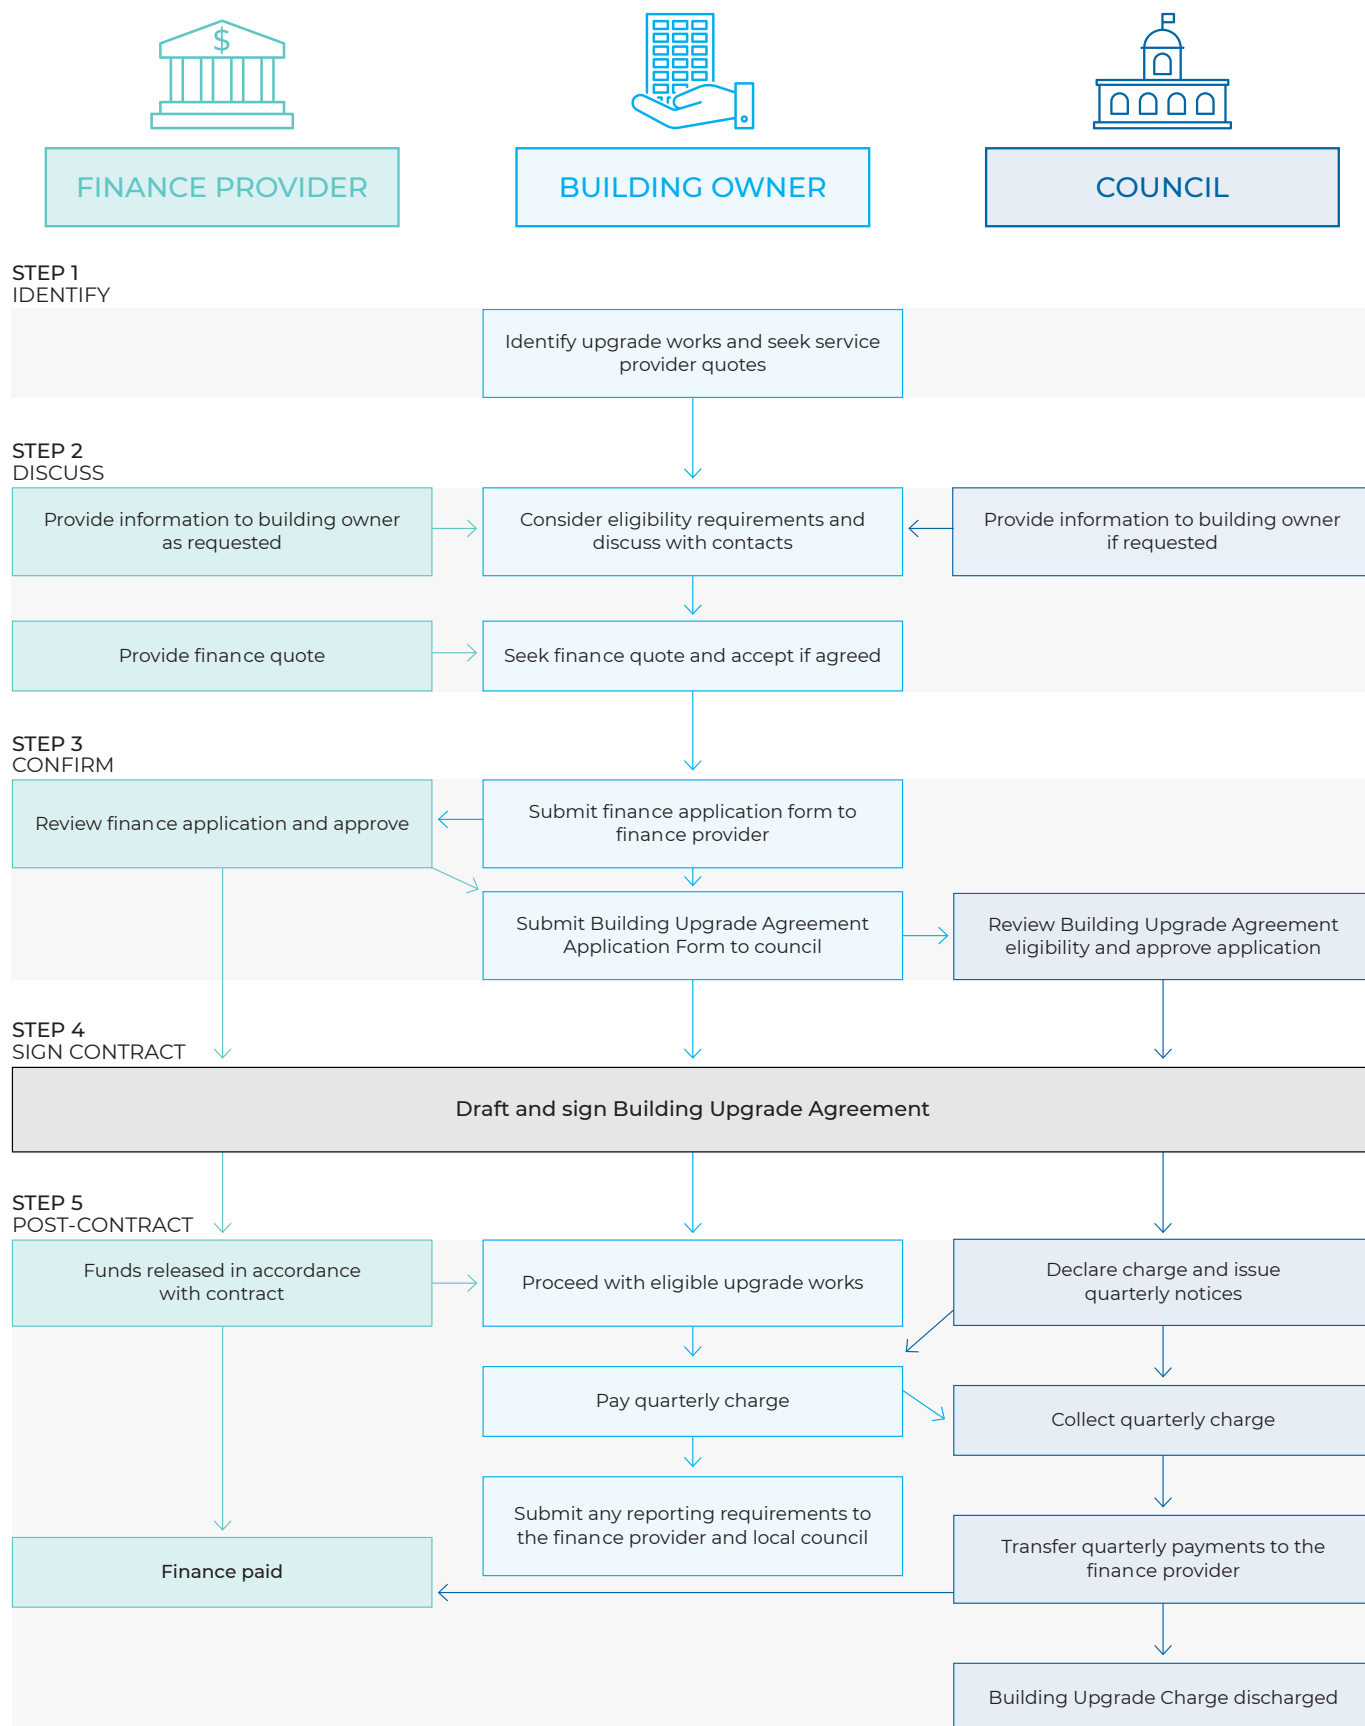 $
FINANCE PROVIDER
BUILDING OWNER
COUNCIL
STEP 1
IDENTIFY
Identify upgrade works and seek service
provider quotes
STEP 2
DISCUSS
Provide information to building owner
as requested
Consider eligibility requirements and
discuss with contacts
Provide information to building owner
if requested
Provide finance quote
Seek finance quote and accept if agreed
STEP 3
CONFIRM
Review finance application and approve
Submit finance application form to
finance provider
Submit Building Upgrade Agreement
Application Form to council
Review Building Upgrade Agreement
eligibility and approve application
STEP 4
SIGN CONTRACT
Draft and sign Building Upgrade Agreement
STEP 5
POST-CONTRACT
Funds released in accordance
with contract
Proceed with eligible upgrade works
Declare charge and issue
quarterly notices
Pay quarterly charge
Collect quarterly charge
Submit any reporting requirements to
the finance provider and local council
Finance paid
Transfer quarterly payments to the
finance provider
Building Upgrade Charge discharged